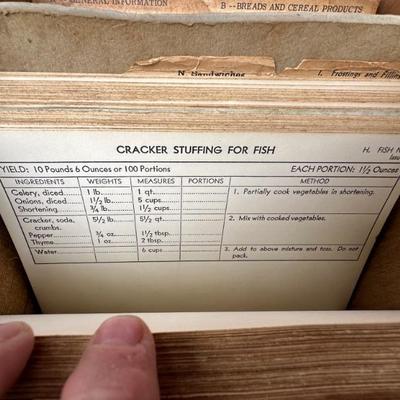 GENERAL INFORMATION
B -- BREADS AND CEREAL PRODUCTS
N. Sandwiches
I. Frostings and Fillings
CRACKER STUFFING FOR FISH
H. FISH N
Issu
YIELD: 10 Pounds 6 Ounces or 100 Portions EACH PORTION: 1½ Ounces
INGREDIENTS WEIGHTS MEASURES PORTIONS METHOD
Celery, diced 1 lb. 1 qt. 1. Partially cook vegetables in shortening.
Onions, diced 1½ lb. 5 cups
Shortening ¾ lb. 1½ cups
Cracker, soda, crumbs. 5½ lb. 5½ qt. 2. Mix with cooked vegetables.
Pepper ¾ oz. 1½ tbsp.
Thyme 1 oz. 2 tbsp.
Water 6 cups 3. Add to above mixture and toss. Do not pack.